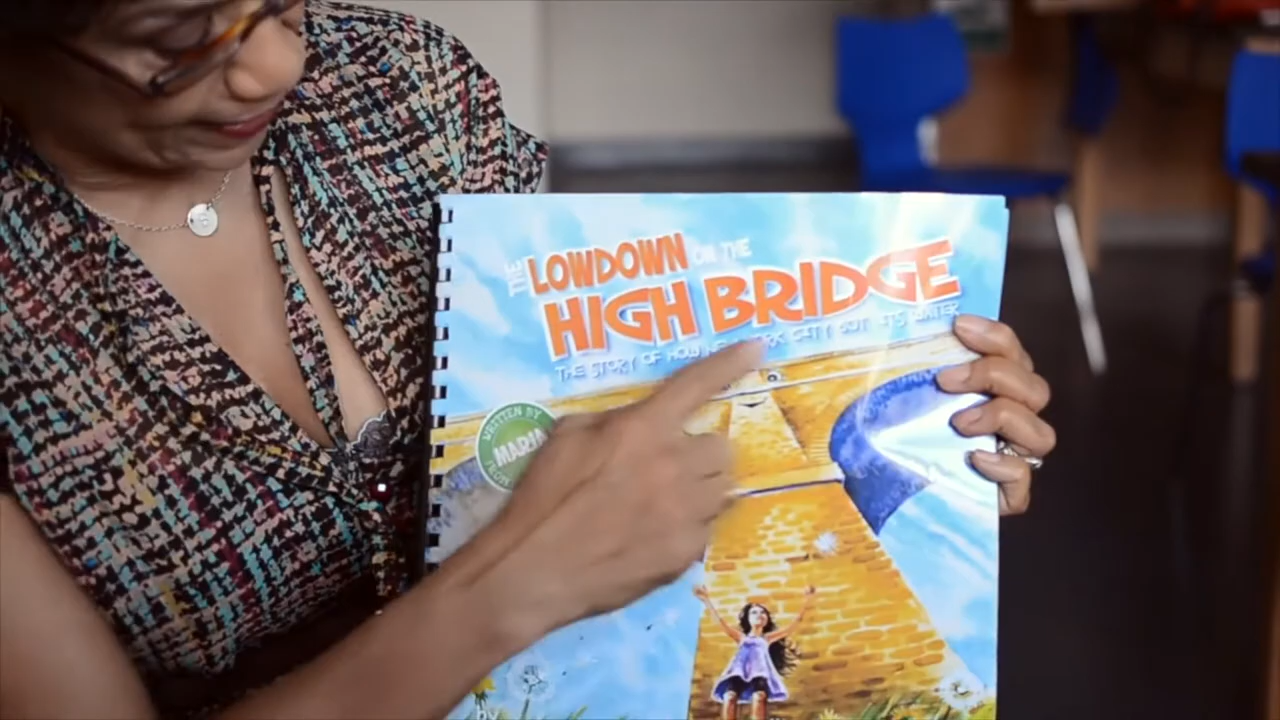 THE LOWDOWN ON THE
HIGH BRIDGE
THE STORY OF HOW NEW YORK CITY GOT ITS WATER
WRITTEN BY
MARIA
by